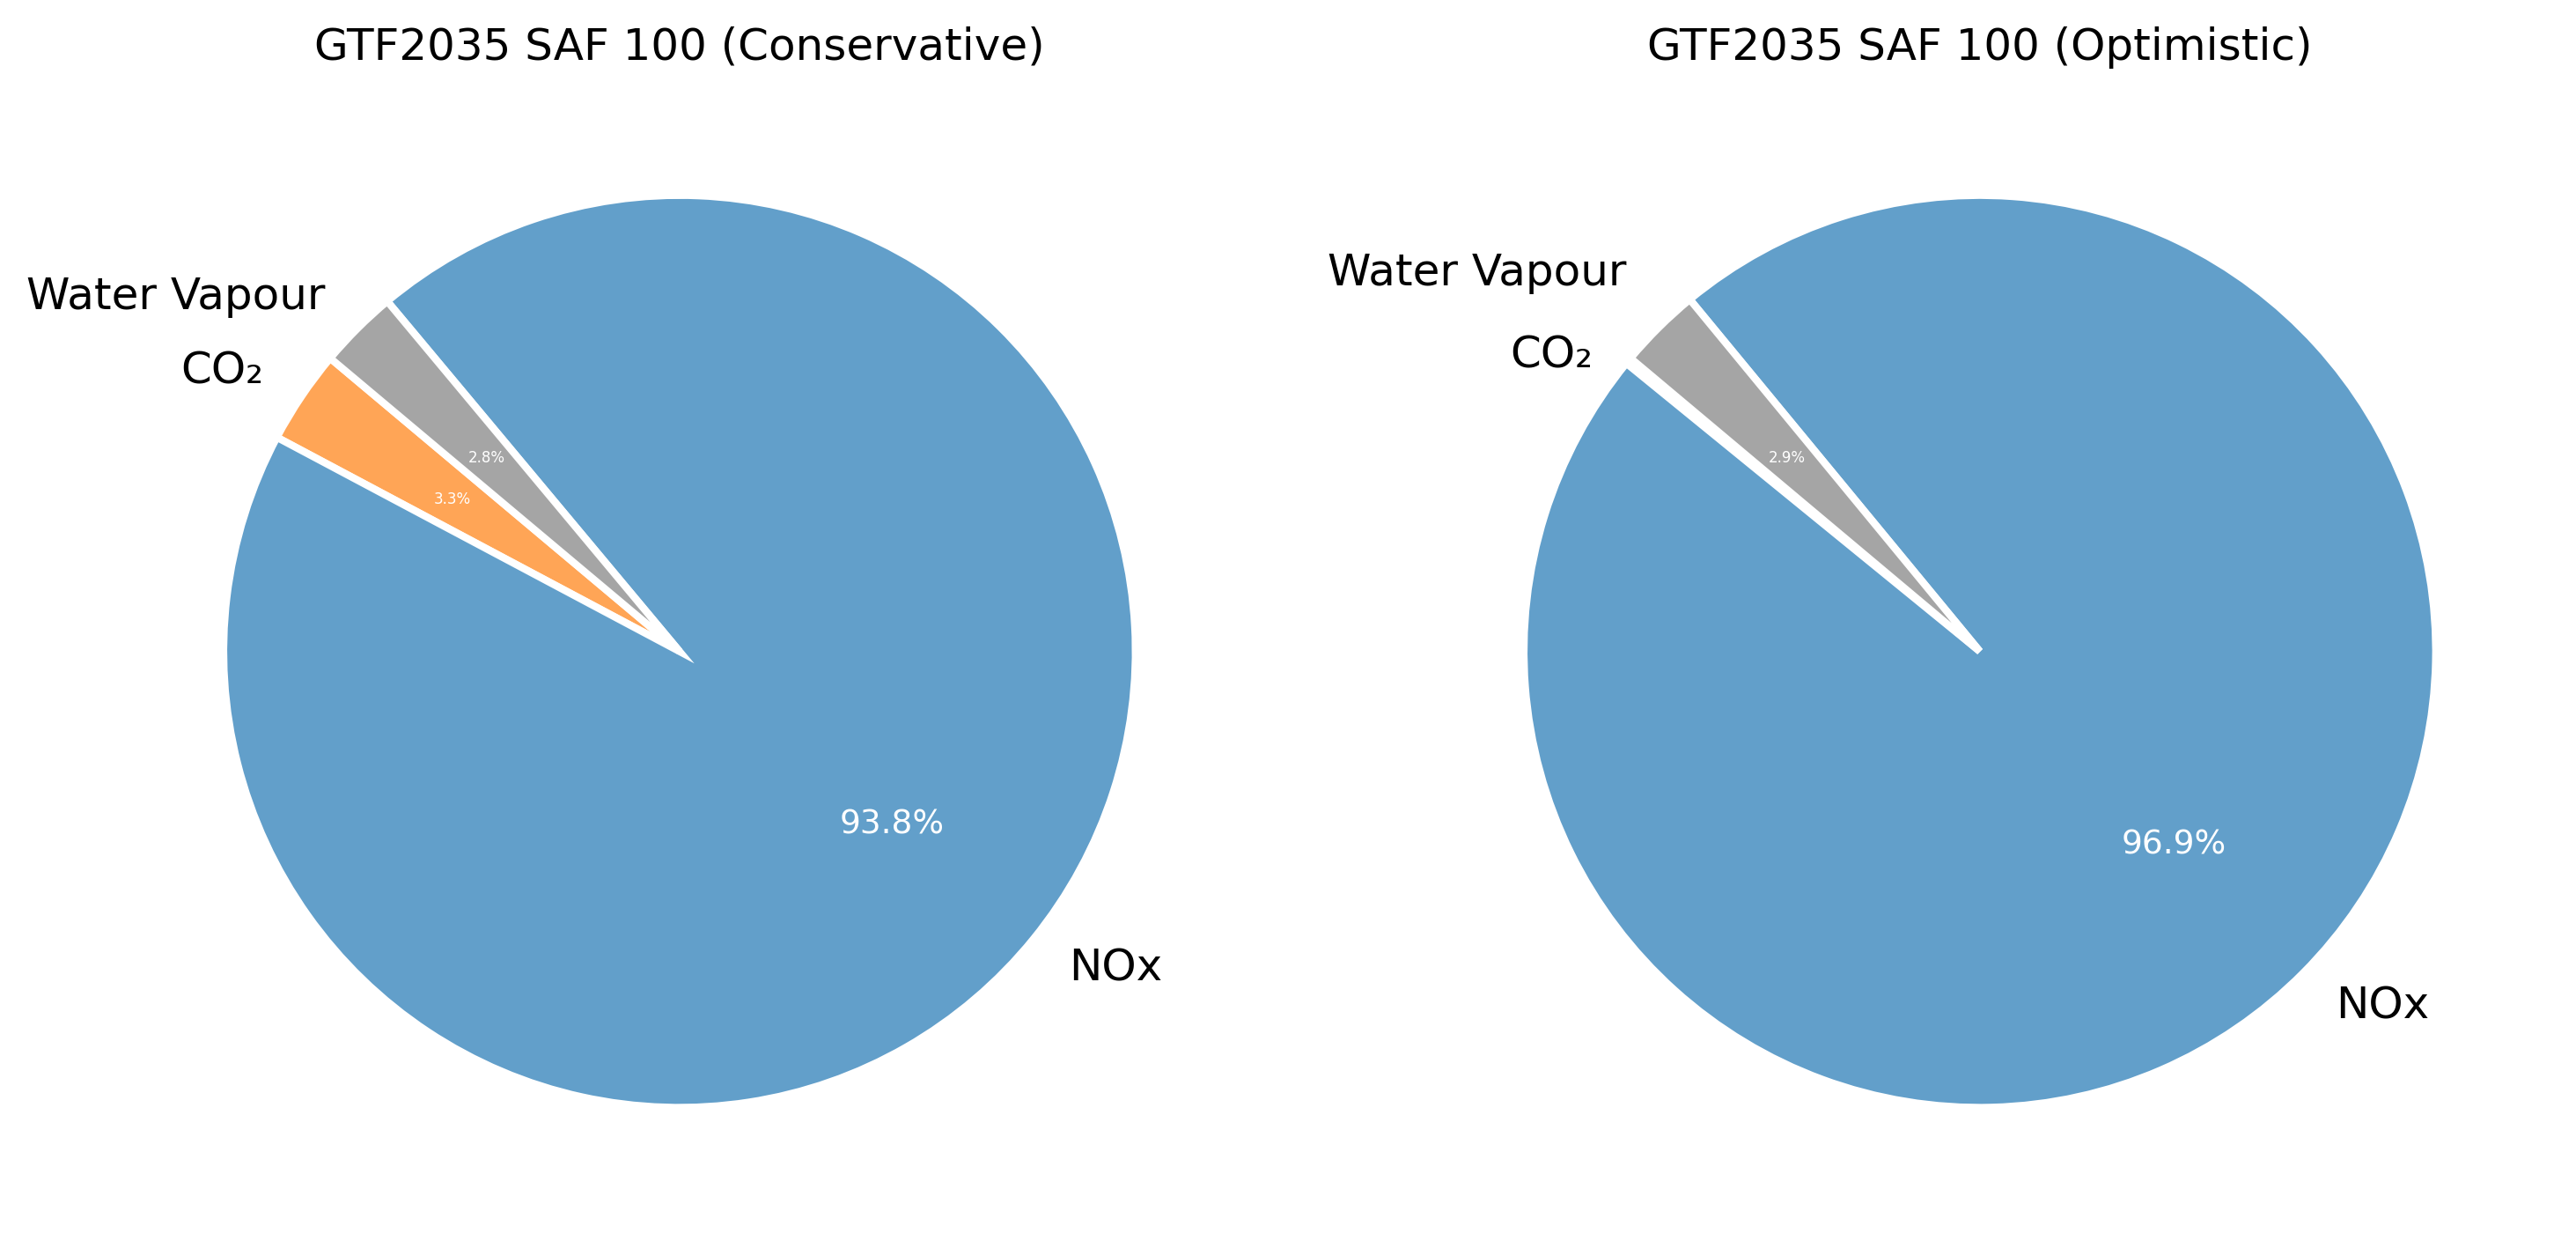 GTF2035 SAF 100 (Conservative)
Water Vapour
CO₂
2.8%
3.3%
93.8%
NOx
GTF2035 SAF 100 (Optimistic)
Water Vapour
CO₂
2.9%
96.9%
NOx